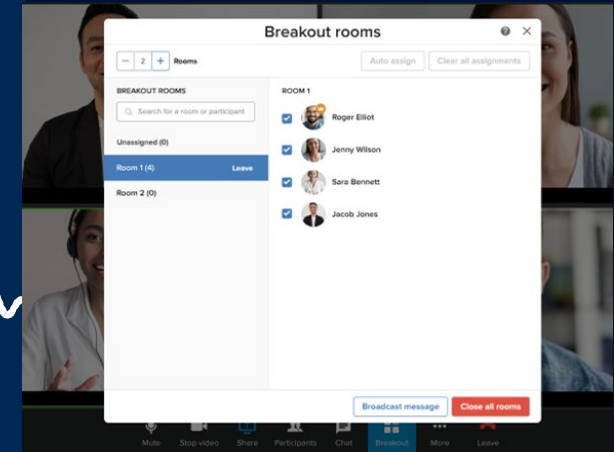 Breakout rooms
− 2 + Rooms
Auto assign
Clear all assignments
BREAKOUT ROOMS
Search for a room or participant
Unassigned (0)
Room 1 (4) Leave
Room 2 (0)
ROOM 1
Roger Elliot
Jenny Wilson
Sara Bennett
Jacob Jones
Broadcast message
Close all rooms
Mute Stop video Share Participants Chat Breakout More Leave